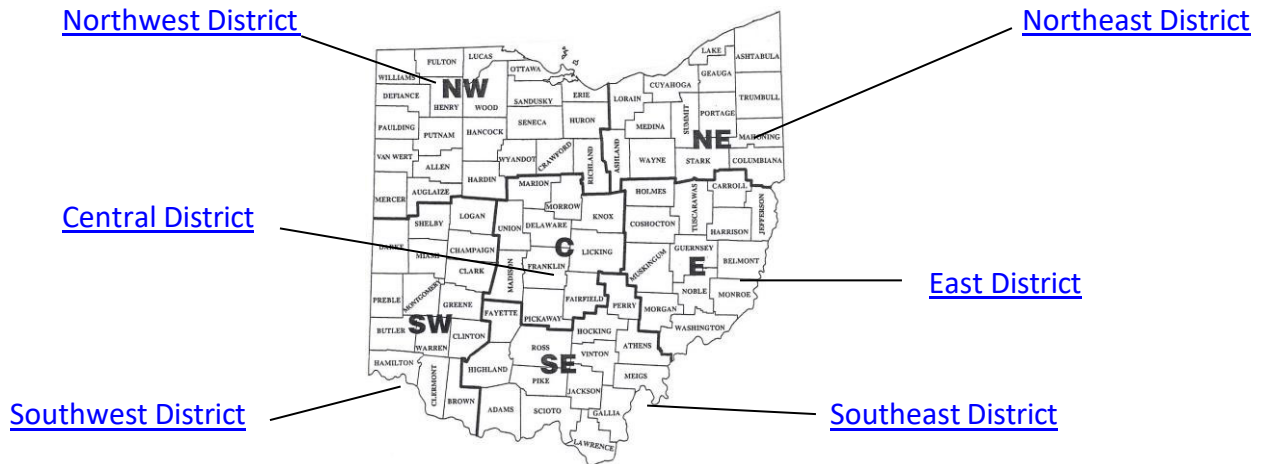 Northwest District
Northeast District
LAKE
ASHTABULA
LUCAS
FULTON
OTTAWA
GEAUGA
WILLIAMS
CUYAHOGA
NW
DEFIANCE
HENRY
WOOD
SANDUSKY
ERIE
LORAIN
TRUMBULL
SUMMIT
PORTAGE
PAULDING
PUTNAM
HANCOCK
SENECA
HURON
MEDINA
NE
MAHONING
VAN WERT
ALLEN
WYANDOT
CRAWFORD
RICHLAND
ASHLAND
WAYNE
STARK
COLUMBIANA
HARDIN
MARION
MERCER
AUGLAIZE
MORROW
HOLMES
CARROLL
TUSCARAWAS
JEFFERSON
Central District
SHELBY
LOGAN
UNION
DELAWARE
KNOX
COSHOCTON
HARRISON
DARKE
MIAMI
CHAMPAIGN
C
LICKING
GUERNSEY
BELMONT
CLARK
MADISON
FRANKLIN
MUSKINGUM
E
East District
PREBLE
MONTGOMERY
GREENE
FAIRFIELD
PERRY
NOBLE
MONROE
MORGAN
FAYETTE
PICKAWAY
SW
BUTLER
WARREN
CLINTON
HOCKING
WASHINGTON
ROSS
ATHENS
SE
VINTON
HAMILTON
CLERMONT
HIGHLAND
PIKE
MEIGS
JACKSON
BROWN
ADAMS
SCIOTO
GALLIA
LAWRENCE
Southwest District
Southeast District